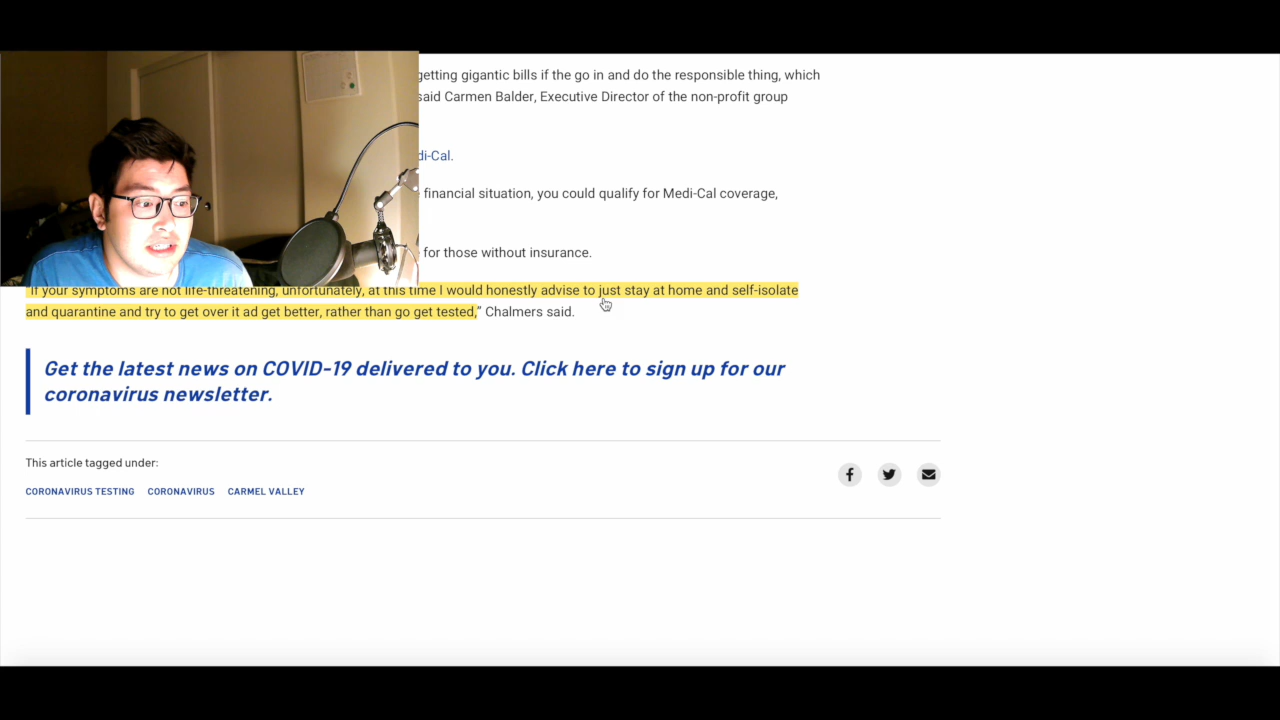 getting gigantic bills if the go in and do the responsible thing, which
said Carmen Balder, Executive Director of the non-profit group
di-Cal.
financial situation, you could qualify for Medi-Cal coverage,
for those without insurance.
"If your symptoms are not life-threatening, unfortunately, at this time I would honestly advise to just stay at home and self-isolate
and quarantine and try to get over it ad get better, rather than go get tested,” Chalmers said.
Get the latest news on COVID-19 delivered to you. Click here to sign up for our
coronavirus newsletter.
This article tagged under:
CORONAVIRUS TESTING CORONAVIRUS CARMEL VALLEY